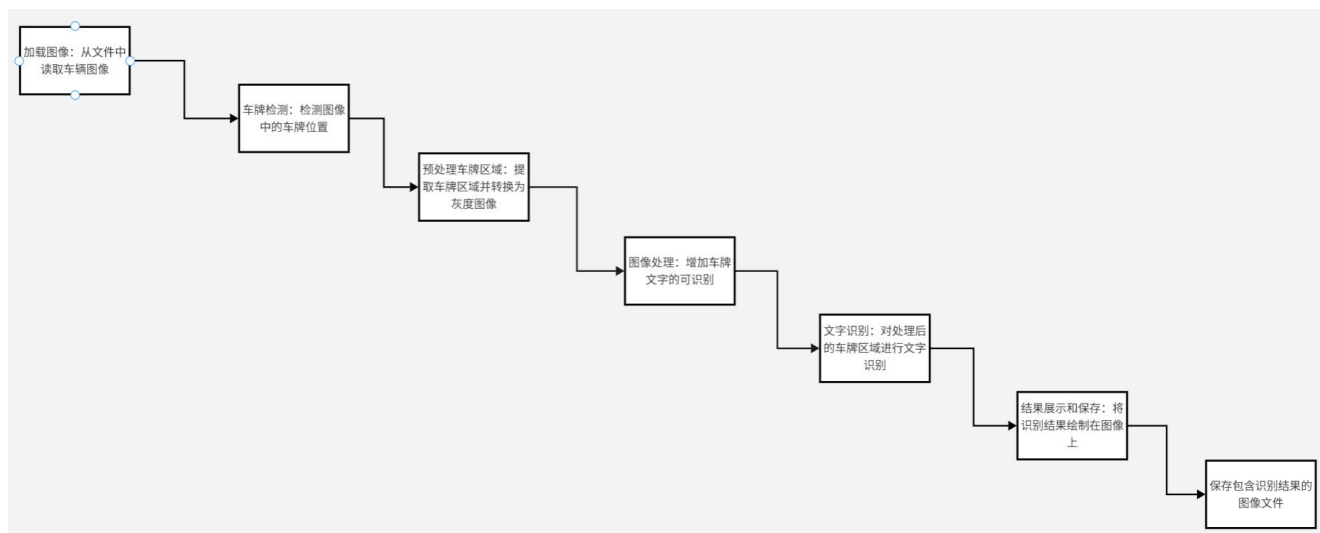 加载图像：从文件中
读取车辆图像
车牌检测：检测图像
中的车牌位置
预处理车牌区域：提
取车牌区域并转换为
灰度图像
图像处理：增加车牌
文字的可识别
文字识别：对处理后
的车牌区域进行文字
识别
结果展示和保存：将
识别结果绘制在图像
上
保存包含识别结果的
图像文件